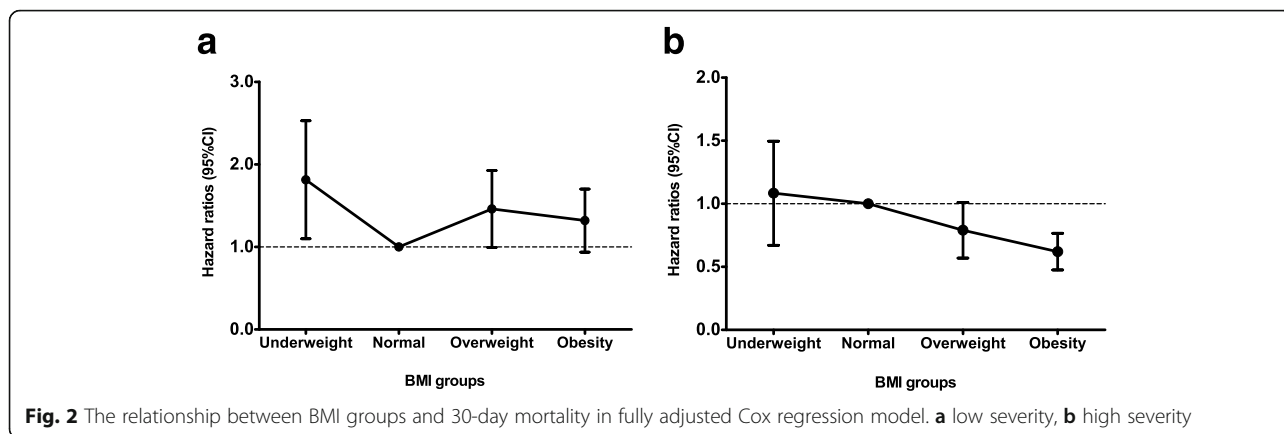 a
3.0
2.0
1.0
0.0
Hazard ratios (95%CI)
Underweight Normal Overweight Obesity
BMI groups
b
2.0
1.5
1.0
0.5
0.0
Hazard ratios (95%CI)
Underweight Normal Overweight Obesity
BMI groups
Fig. 2 The relationship between BMI groups and 30-day mortality in fully adjusted Cox regression model. a low severity, b high severity